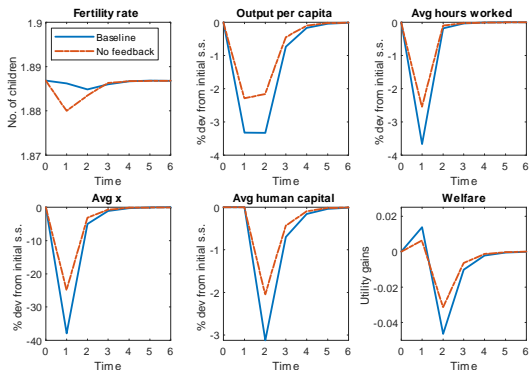 Fertility rate
1.9
1.89
1.88
1.87
No. of children
0 1 2 3 4 5 6
Time
Baseline
No feedback
Output per capita
0
-1
-2
-3
-4
% dev from initial s.s.
0 1 2 3 4 5 6
Time
Avg hours worked
0
-1
-2
-3
-4
% dev from initial s.s.
0 1 2 3 4 5 6
Time
Avg x
0
-10
-20
-30
-40
% dev from initial s.s.
0 1 2 3 4 5 6
Time
Avg human capital
0
-1
-2
-3
% dev from initial s.s.
0 1 2 3 4 5 6
Time
Welfare
0.02
0
-0.02
-0.04
Utility gains
0 1 2 3 4 5 6
Time